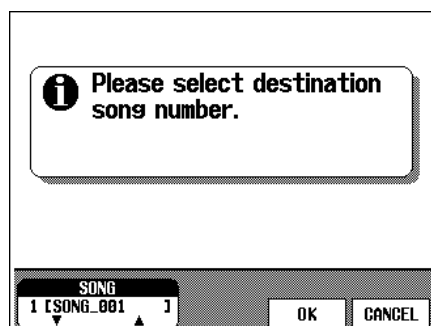 Please select destination
song number.
SONG
1 [SONG_001 ]
OK CANCEL